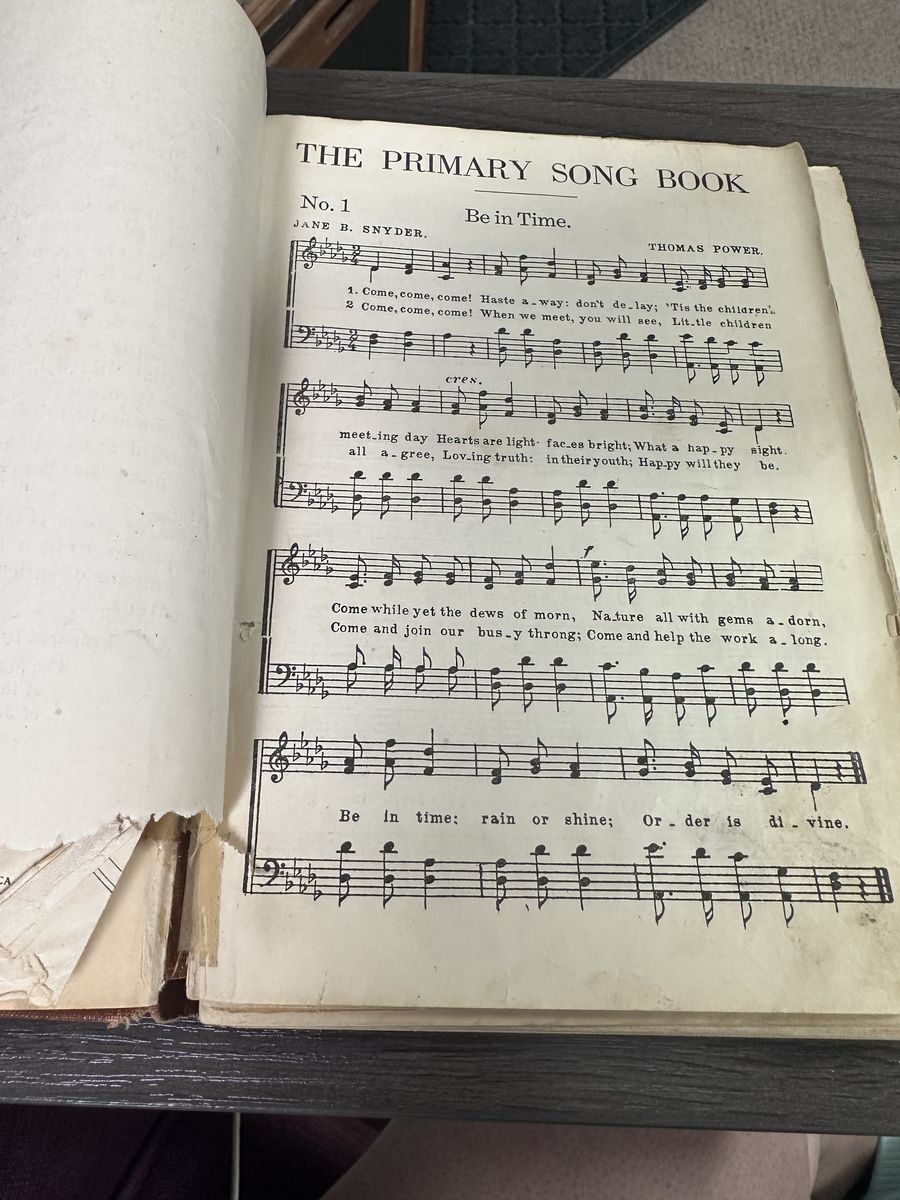 THE PRIMARY SONG BOOK
No. 1
Be in Time.
JANE B. SNYDER.
THOMAS POWER.
1. Come, come, come! Haste a-way: don't de-lay; 'Tis the children's
2 Come, come, come! When we meet, you will see, Lit-tle children
cres.
meet-ing day Hearts are light- fac-es bright; What a hap-py sight.
all a-gree, Lov-ing truth: in their youth; Hap-py will they be.
f
Come while yet the dews of morn, Na-ture all with gems a-dorn,
Come and join our bus-y throng; Come and help the work a-long.
Be in time: rain or shine; Or-der is di-vine.
CA